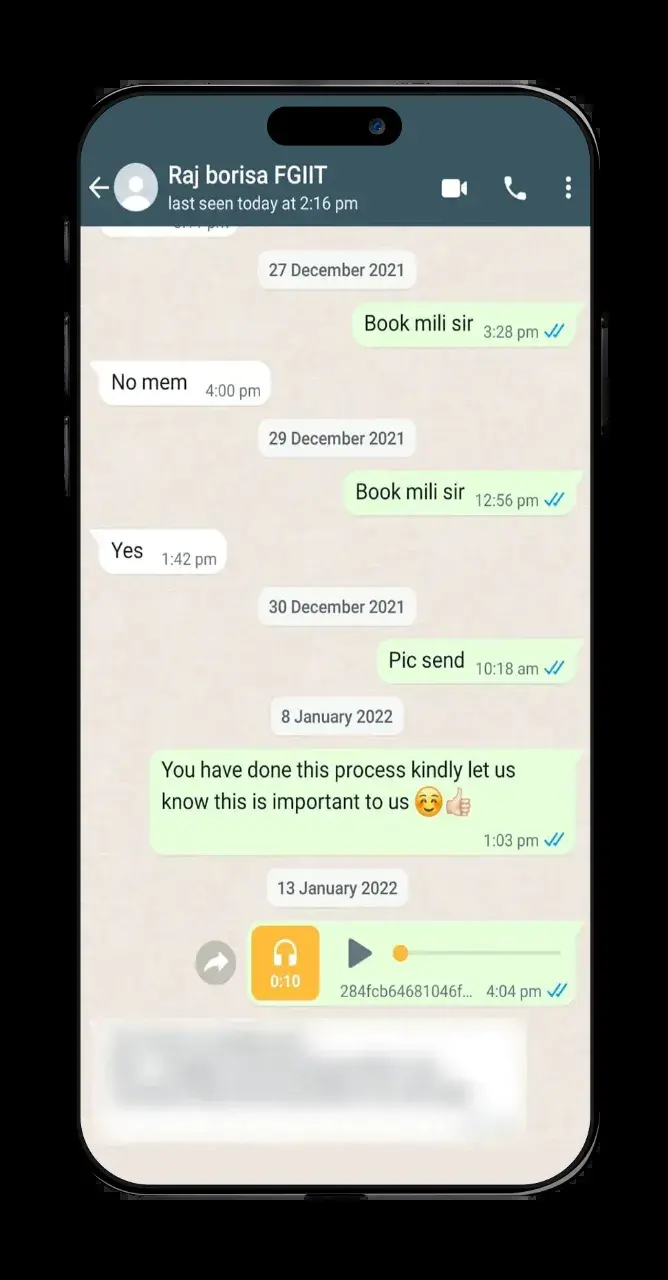 Raj borisa FGIIT
last seen today at 2:16 pm
27 December 2021
Book mili sir 3:28 pm
No mem 4:00 pm
29 December 2021
Book mili sir 12:56 pm
Yes 1:42 pm
30 December 2021
Pic send 10:18 am
8 January 2022
You have done this process kindly let us
know this is important to us 😊👍🏻
1:03 pm
13 January 2022
0:10
284fcb64681046f... 4:04 pm